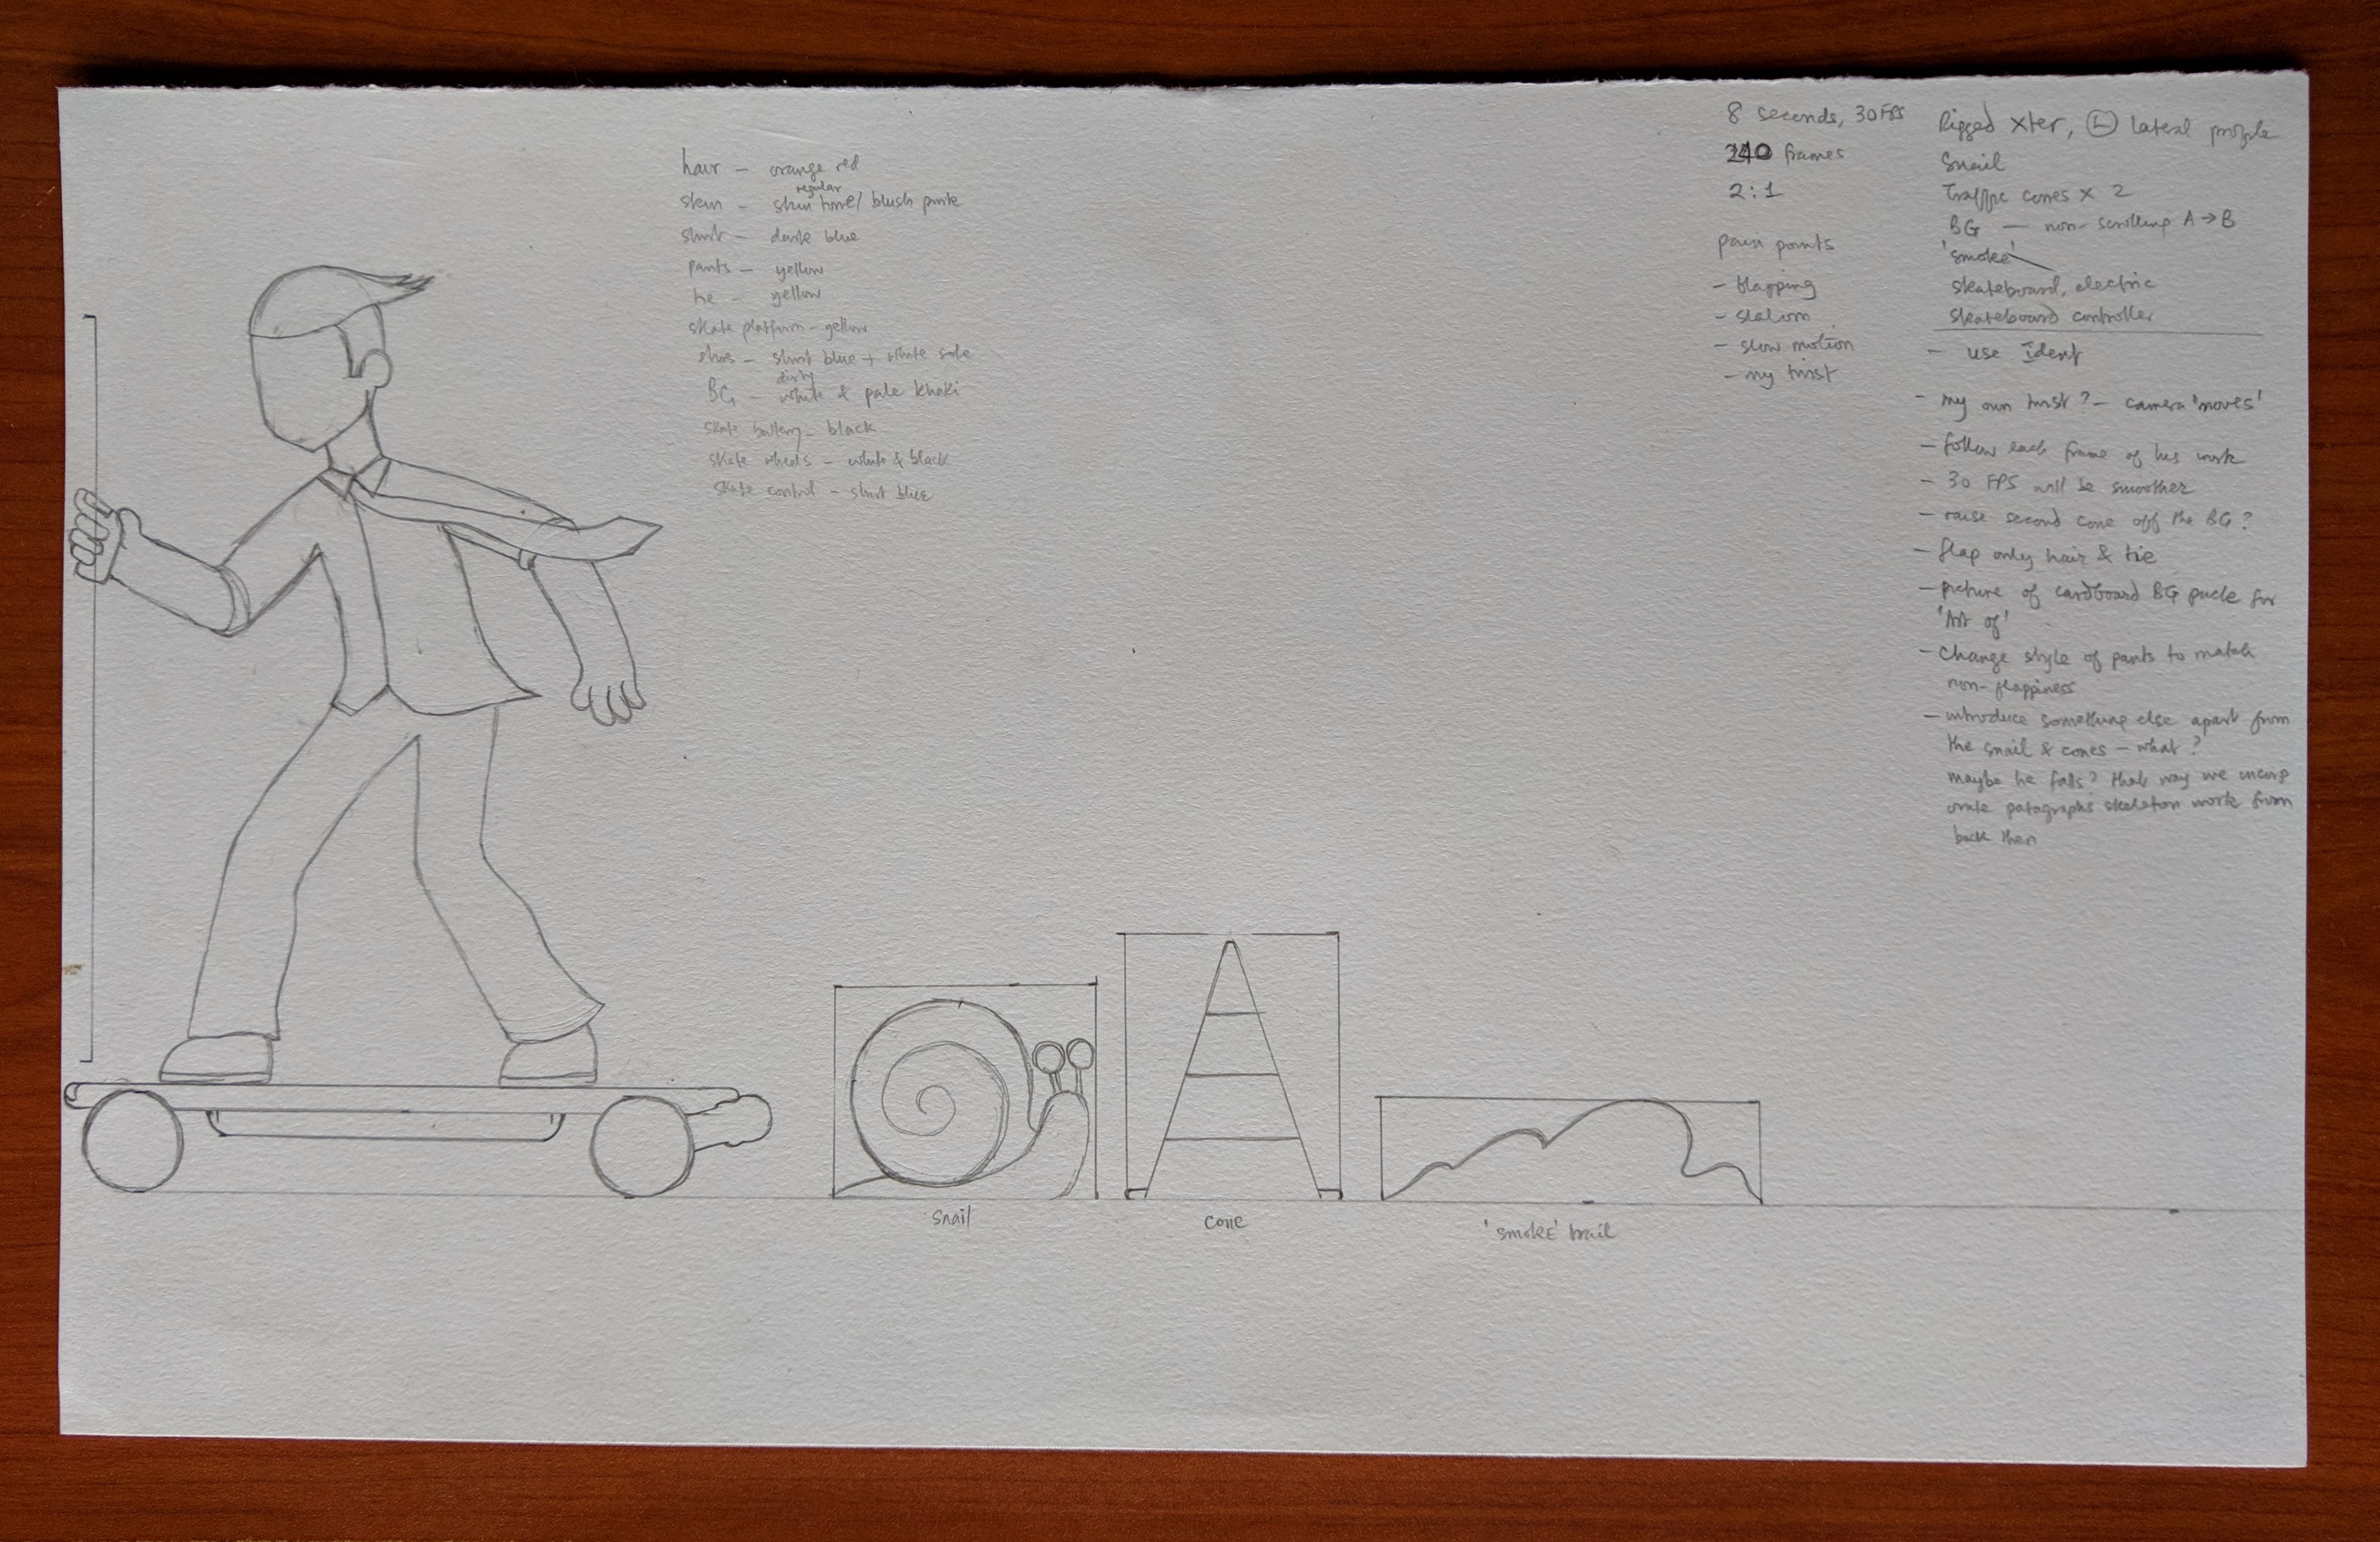 hair - orange red
regular
skin - skin tone/ blush pink
shirt - dark blue
pants - yellow
tie - yellow
skate platform - yellow
shoes - shirt blue + white sole
dirty
BG - white & pale khaki
skate battery - black
skate wheels - white & black
skate control - shirt blue
8 seconds, 30 FPS
240 frames
2:1
pain points
- flapping
- slalom
- slow motion
- my twist
Rigged xter, (L) lateral profile
Snail
Traffic cones x 2
BG — non-scrolling A → B
'smoke'
skateboard, electric
skateboard controller
- use Ident
- my own twist? - camera 'moves'
- follow each frame of his work
- 30 FPS will be smoother
- raise second cone off the BG?
- flap only hair & tie
- picture of cardboard BG puck for
'Art of'
- change style of pants to match
non-flappiness
- introduce something else apart from
the snail & cones - what?
maybe he falls? that way we incorp
orate patagraphs skeleton work from
back then
snail
cone
'smoke' trail